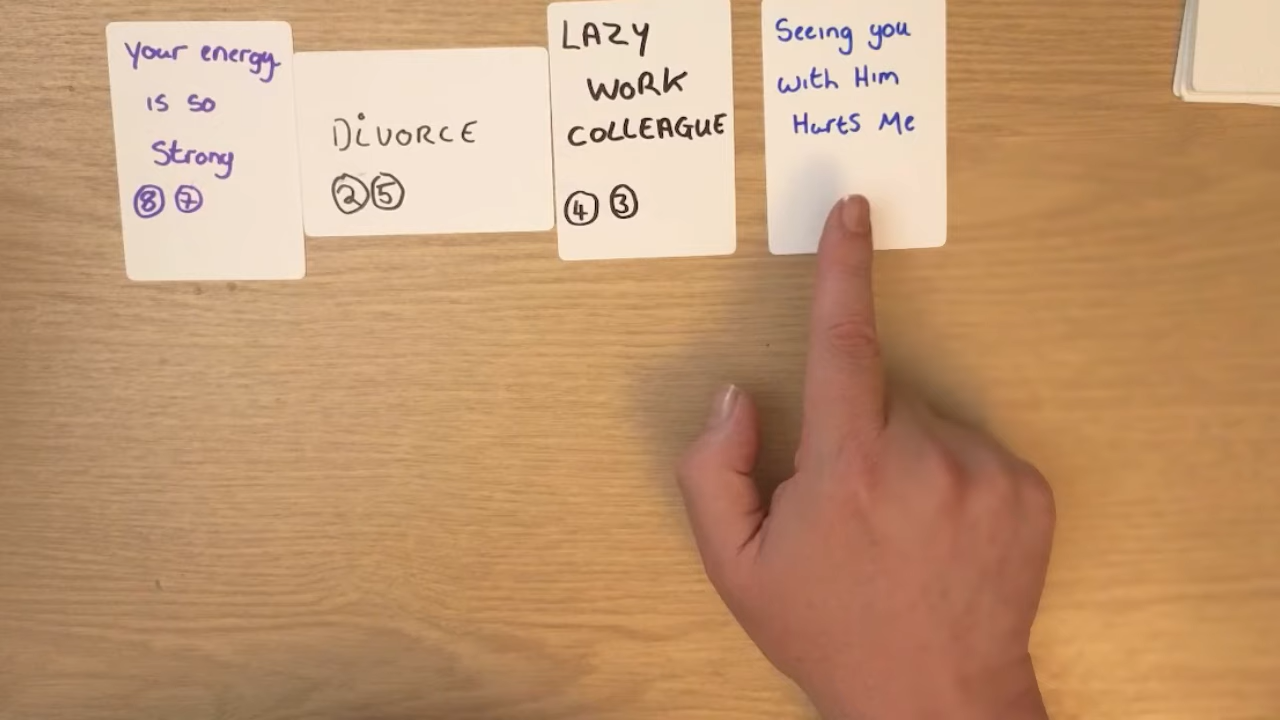 Your energy
is so
Strong
8 7
DiVORCE
2 5
LAZY
WORK
COLLEAGUE
4 3
Seeing you
with Him
Hurts Me